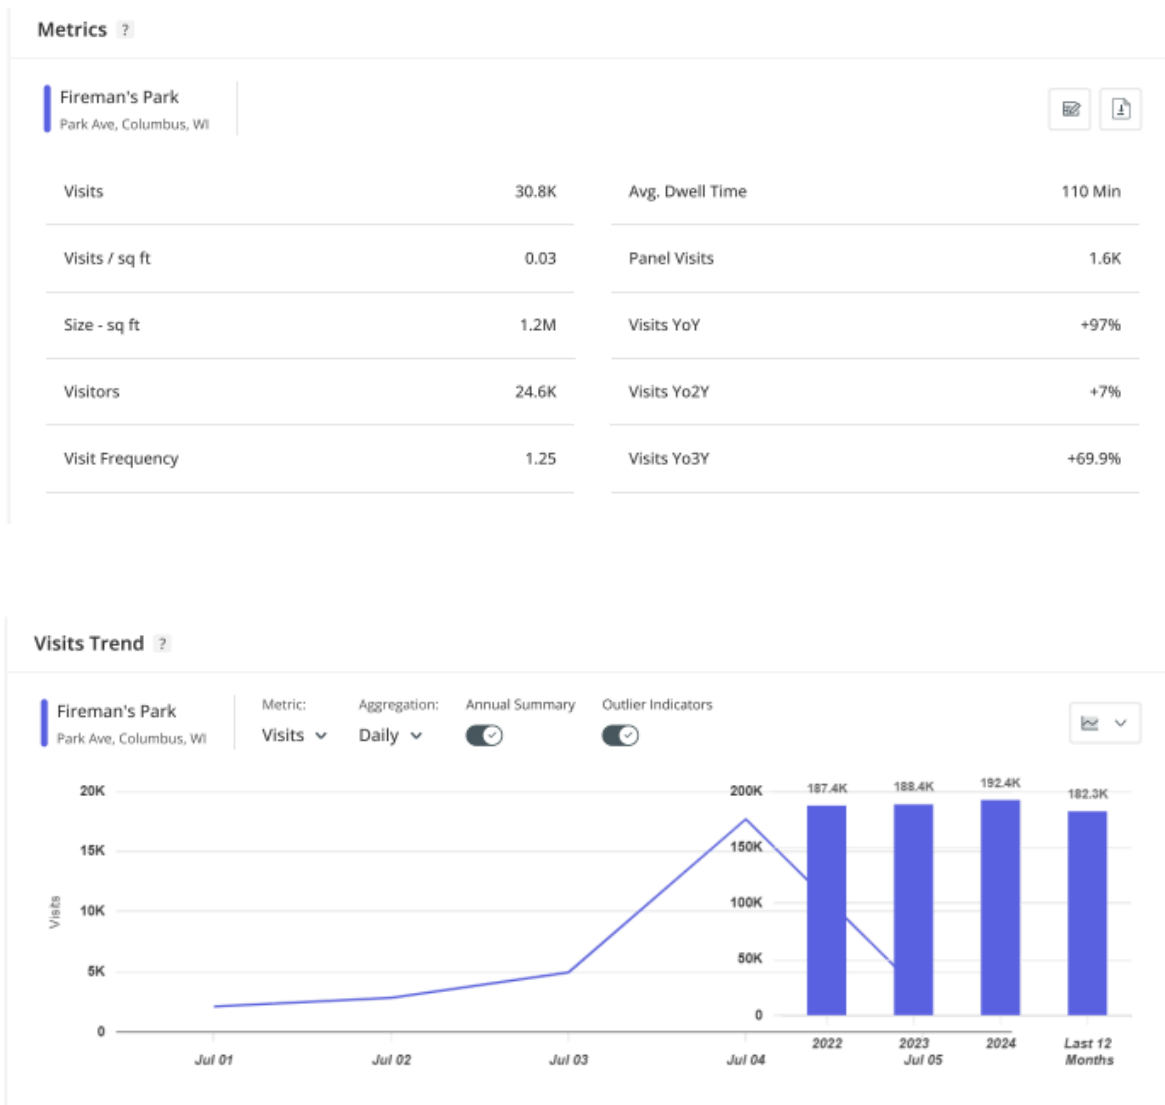 Metrics ?
Fireman's Park
Park Ave, Columbus, WI
Visits 30.8K
Avg. Dwell Time 110 Min
Visits / sq ft 0.03
Panel Visits 1.6K
Size - sq ft 1.2M
Visits YoY +97%
Visitors 24.6K
Visits Yo2Y +7%
Visit Frequency 1.25
Visits Yo3Y +69.9%
Visits Trend ?
Fireman's Park
Park Ave, Columbus, WI
Metric: Aggregation: Annual Summary Outlier Indicators
Visits Daily
20K
15K
10K
5K
0
Visits
Jul 01 Jul 02 Jul 03 Jul 04 Jul 05
200K
150K
100K
50K
0
187.4K 188.4K 192.4K 182.3K
2022 2023 2024 Last 12
Months